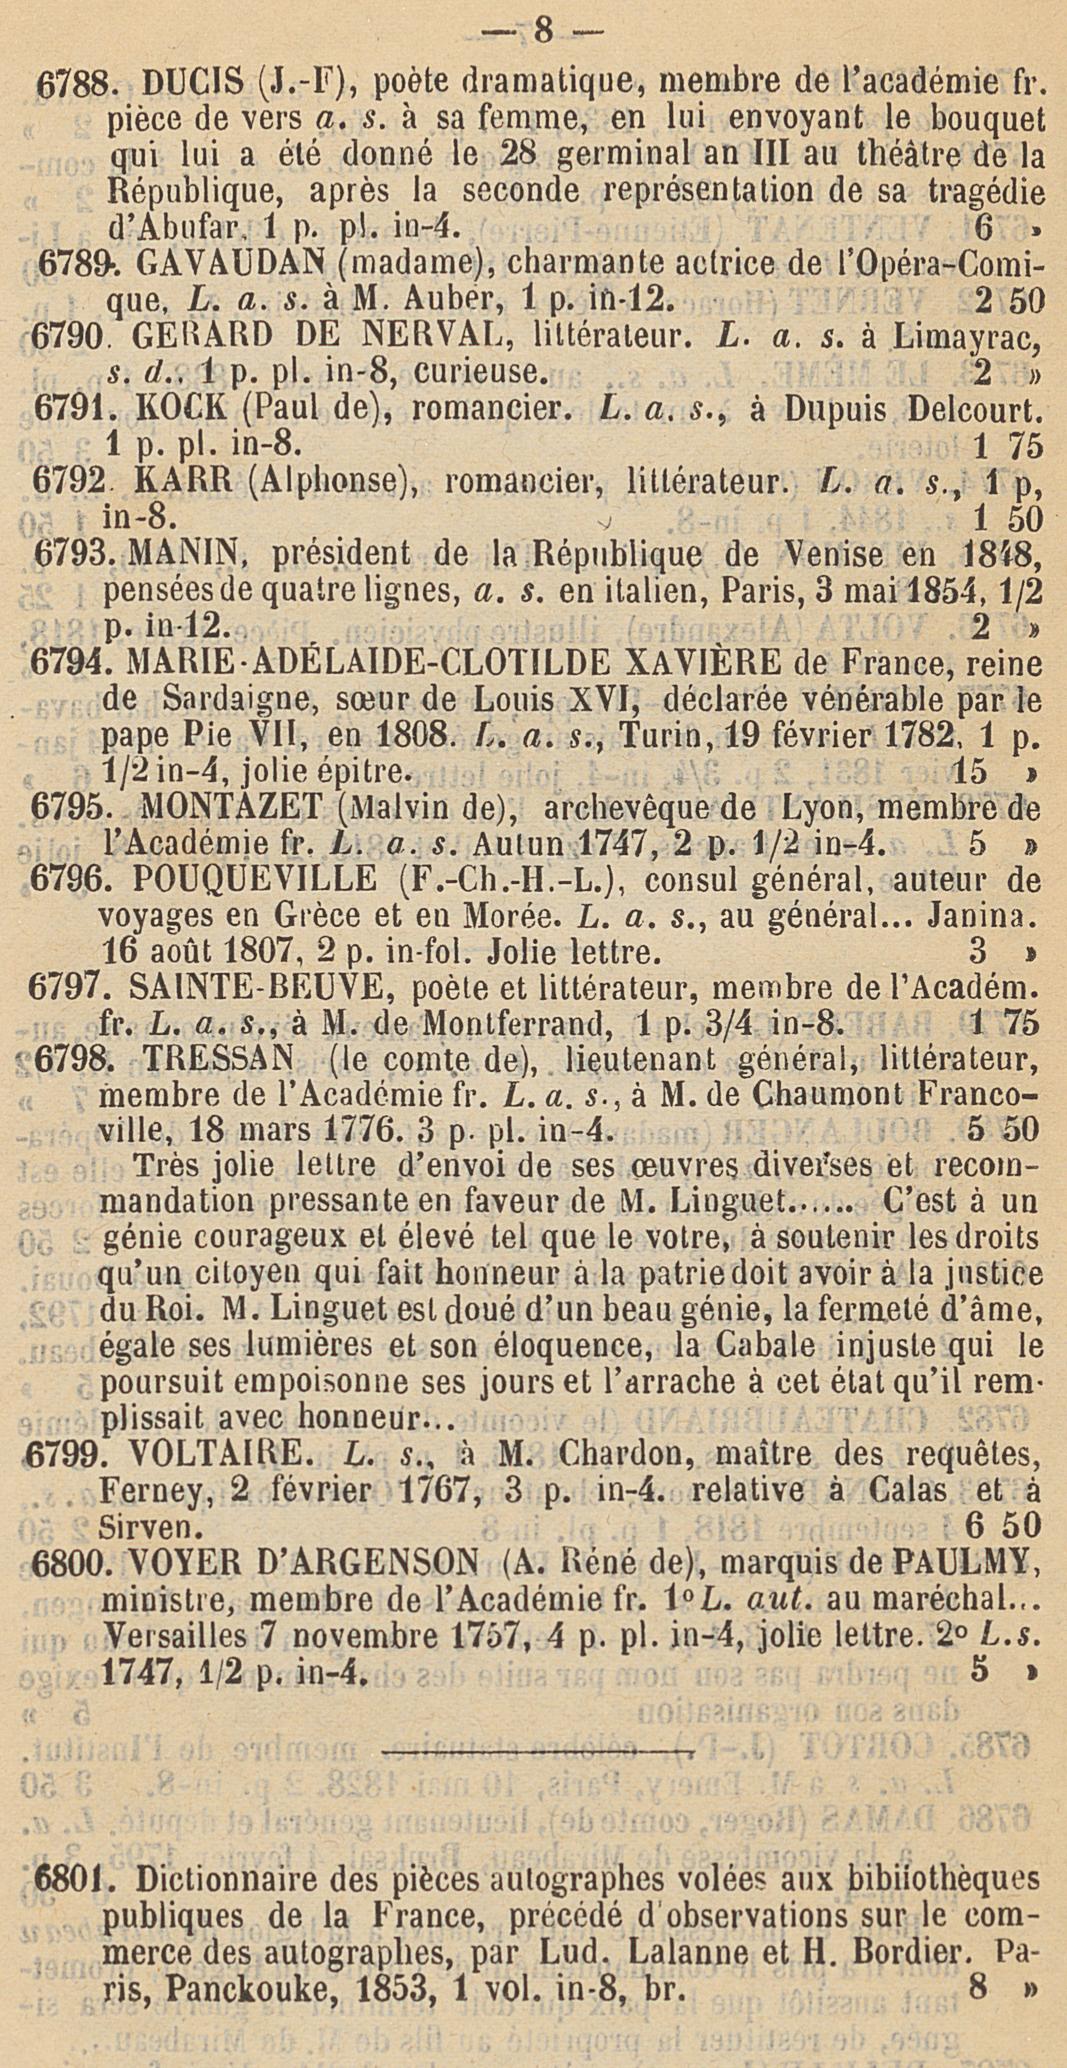 — 8 —
6788. DUCIS (J.-F), poète dramatique, membre de l'académie fr.
pièce de vers a. s. à sa femme, en lui envoyant le bouquet
qui lui a été donné le 28 germinal an III au théâtre de la
République, après la seconde représentation de sa tragédie
d'Abufar. 1 p. pl. in-4. 6 »
6789. GAVAUDAN (madame), charmante actrice de l'Opéra-Comi-
que, L. a. s. à M. Auber, 1 p. in-12. 2 50
6790. GERARD DE NERVAL, littérateur. L. a. s. à Limayrac,
s. d., 1 p. pl. in-8, curieuse. 2 »
6791. KOCK (Paul de), romancier. L. a. s., à Dupuis Delcourt.
1 p. pl. in-8. 1 75
6792. KARR (Alphonse), romancier, littérateur. L. a. s., 1 p,
in-8. 1 50
6793. MANIN, président de la République de Venise en 1848,
pensées de quatre lignes, a. s. en italien, Paris, 3 mai 1854, 1/2
p. in-12. 2 »
6794. MARIE-ADÉLAIDE-CLOTILDE XAVIÈRE de France, reine
de Sardaigne, sœur de Louis XVI, déclarée vénérable par le
pape Pie VII, en 1808. L. a. s., Turin, 19 février 1782, 1 p.
1/2 in-4, jolie épitre. 15 »
6795. MONTAZET (Malvin de), archevêque de Lyon, membre de
l'Académie fr. L. a. s. Autun 1747, 2 p. 1/2 in-4. 5 »
6796. POUQUEVILLE (F.-Ch.-H.-L.), consul général, auteur de
voyages en Grèce et en Morée. L. a. s., au général... Janina.
16 août 1807, 2 p. in-fol. Jolie lettre. 3 »
6797. SAINTE-BEUVE, poète et littérateur, membre de l'Académ.
fr. L. a. s., à M. de Montferrand, 1 p. 3/4 in-8. 1 75
6798. TRESSAN (le comte de), lieutenant général, littérateur,
membre de l'Académie fr. L. a. s., à M. de Chaumont Franco-
ville, 18 mars 1776. 3 p. pl. in-4. 5 50
Très jolie lettre d'envoi de ses œuvres diverses et recom-
mandation pressante en faveur de M. Linguet...... C'est à un
génie courageux et élevé tel que le votre, à soutenir les droits
qu'un citoyen qui fait honneur à la patrie doit avoir à la justice
du Roi. M. Linguet est doué d'un beau génie, la fermeté d'âme,
égale ses lumières et son éloquence, la Cabale injuste qui le
poursuit empoisonne ses jours et l'arrache à cet état qu'il rem-
plissait avec honneur...
6799. VOLTAIRE. L. s., à M. Chardon, maître des requêtes,
Ferney, 2 février 1767, 3 p. in-4. relative à Calas et à
Sirven. 6 50
6800. VOYER D'ARGENSON (A. Réné de), marquis de PAULMY,
ministre, membre de l'Académie fr. 1º L. aut. au maréchal...
Versailles 7 novembre 1757, 4 p. pl. in-4, jolie lettre. 2º L. s.
1747, 1/2 p. in-4. 5 »
6801. Dictionnaire des pièces autographes volées aux bibliothèques
publiques de la France, précédé d'observations sur le com-
merce des autographes, par Lud. Lalanne et H. Bordier. Pa-
ris, Panckouke, 1853, 1 vol. in-8, br. 8 »